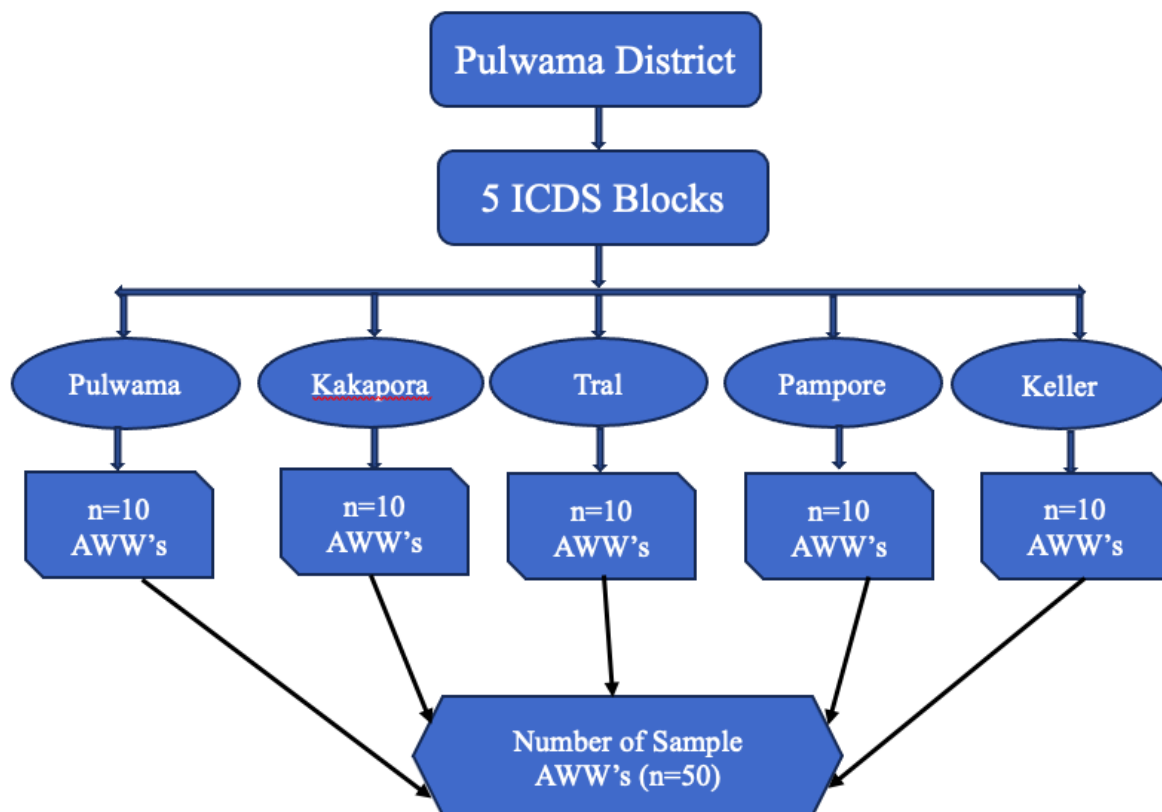 Pulwama District
5 ICDS Blocks
Pulwama
Kakapora
Tral
Pampore
Keller
n=10
AWW’s
n=10
AWW’s
n=10
AWW’s
n=10
AWW’s
n=10
AWW’s
Number of Sample
AWW’s (n=50)